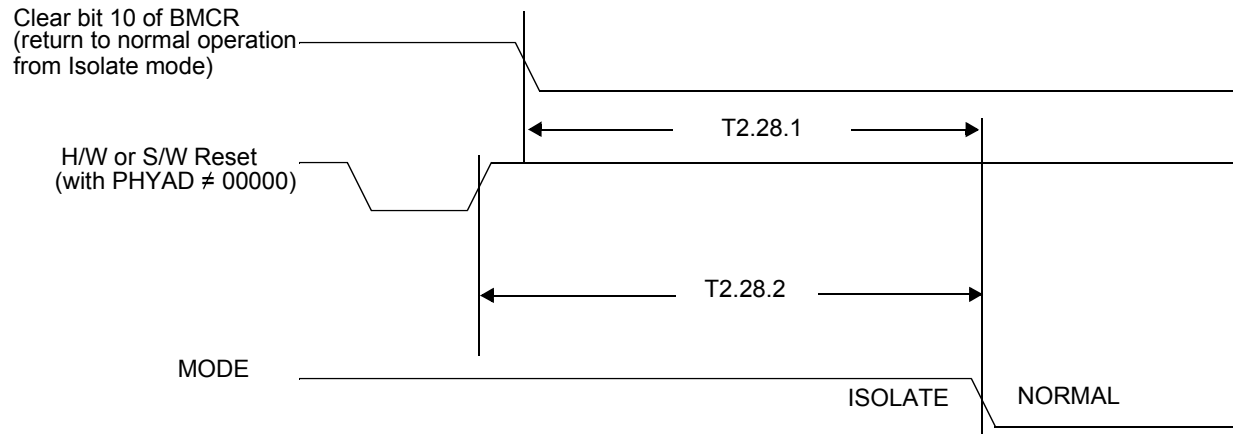 Clear bit 10 of BMCR
(return to normal operation
from Isolate mode)
T2.28.1
H/W or S/W Reset
(with PHYAD ≠ 00000)
T2.28.2
MODE
ISOLATE
NORMAL